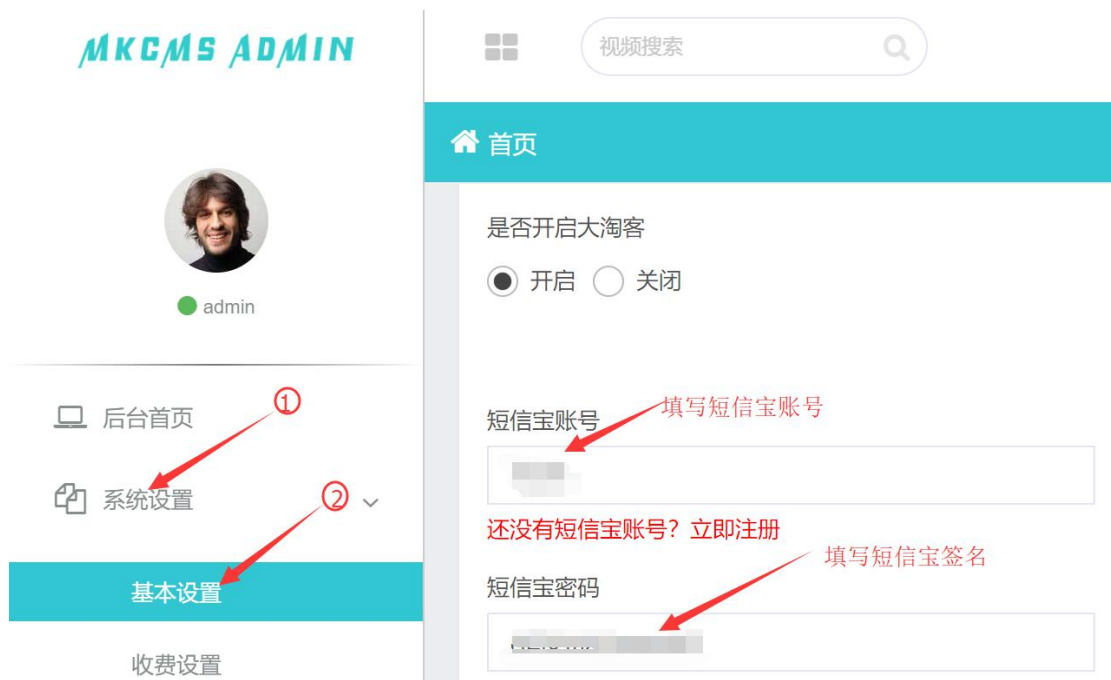 MKCMS ADMIN
视频搜索
首页
admin
是否开启大淘客
开启 关闭
①
后台首页
短信宝账号
填写短信宝账号
系统设置
②
还没有短信宝账号？立即注册
填写短信宝签名
短信宝密码
基本设置
收费设置